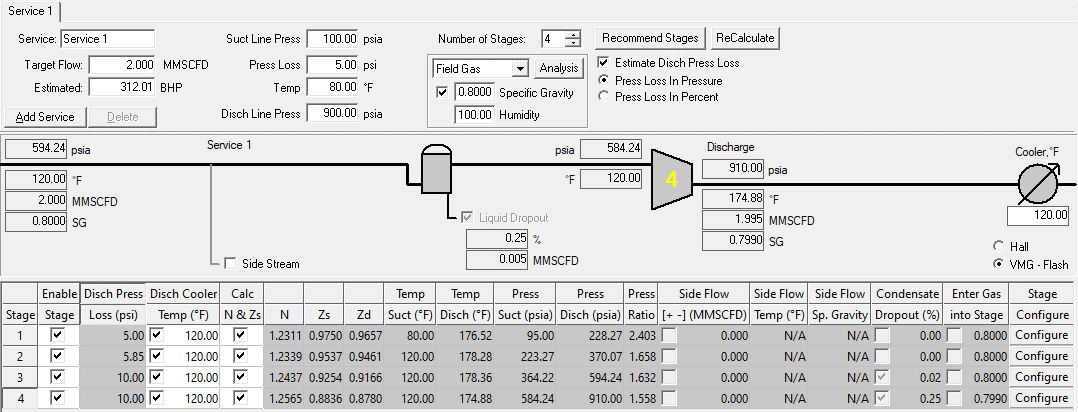 Service 1
Service: Service 1 Suct Line Press 100.00 psia Number of Stages: 4 Recommend Stages ReCalculate
Target Flow: 2.000 MMSCFD Press Loss 5.00 psi Field Gas Analysis Estimate Disch Press Loss
Estimated: 312.01 BHP Temp 80.00 °F 0.8000 Specific Gravity Press Loss In Pressure
Add Service Delete Disch Line Press 900.00 psia 100.00 Humidity Press Loss In Percent
594.24 psia Service 1 psia 584.24 Discharge Cooler,°F
910.00 psia
120.00 °F °F 120.00 4 174.88 °F
2.000 MMSCFD 1.995 MMSCFD 120.00
0.8000 SG Liquid Dropout 0.7990 SG
0.25 % Hall
Side Stream 0.005 MMSCFD VMG - Flash
Enable Disch Press Disch Cooler Calc Temp Temp Press Press Press Side Flow Side Flow Side Flow Condensate Enter Gas Stage
Stage Stage Loss (psi) Temp (°F) N & Zs N Zs Zd Suct (°F) Disch (°F) Suct (psia) Disch (psia) Ratio [+ -] (MMSCFD) Temp (°F) Sp. Gravity Dropout (%) into Stage Configure
1 5.00 120.00 1.2311 0.9750 0.9657 80.00 176.52 95.00 228.27 2.403 0.000 N/A N/A 0.00 0.8000 Configure
2 5.85 120.00 1.2339 0.9537 0.9461 120.00 178.28 223.27 370.07 1.658 0.000 N/A N/A 0.00 0.8000 Configure
3 10.00 120.00 1.2437 0.9254 0.9166 120.00 178.36 364.22 594.24 1.632 0.000 N/A N/A 0.02 0.8000 Configure
4 10.00 120.00 1.2565 0.8836 0.8780 120.00 174.88 584.24 910.00 1.558 0.000 N/A N/A 0.25 0.7990 Configure